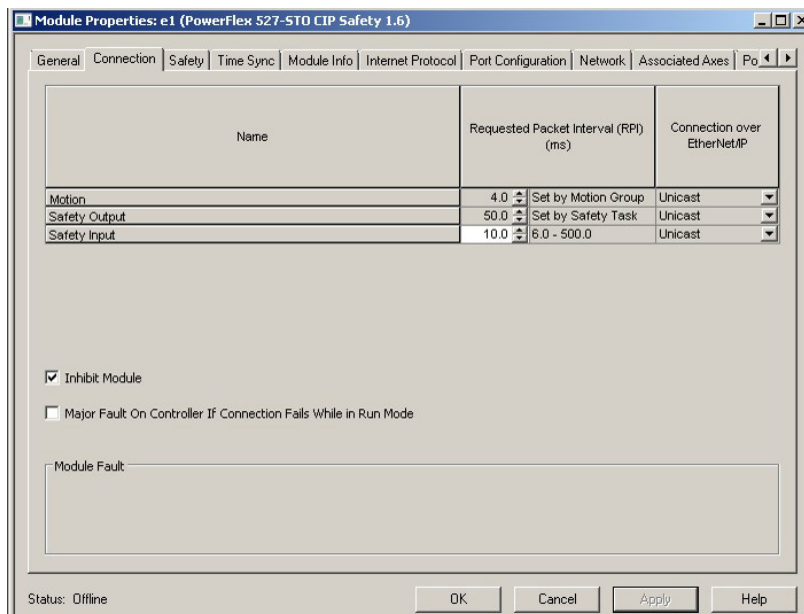 Module Properties: e1 (PowerFlex 527-STO CIP Safety 1.6)
General Connection Safety Time Sync Module Info Internet Protocol Port Configuration Network Associated Axes Po
Name Requested Packet Interval (RPI) (ms) Connection over EtherNet/IP
Motion 4.0 Set by Motion Group Unicast
Safety Output 50.0 Set by Safety Task Unicast
Safety Input 10.0 6.0 - 500.0 Unicast
Inhibit Module
Major Fault On Controller If Connection Fails While in Run Mode
Module Fault
Status: Offline OK Cancel Apply Help